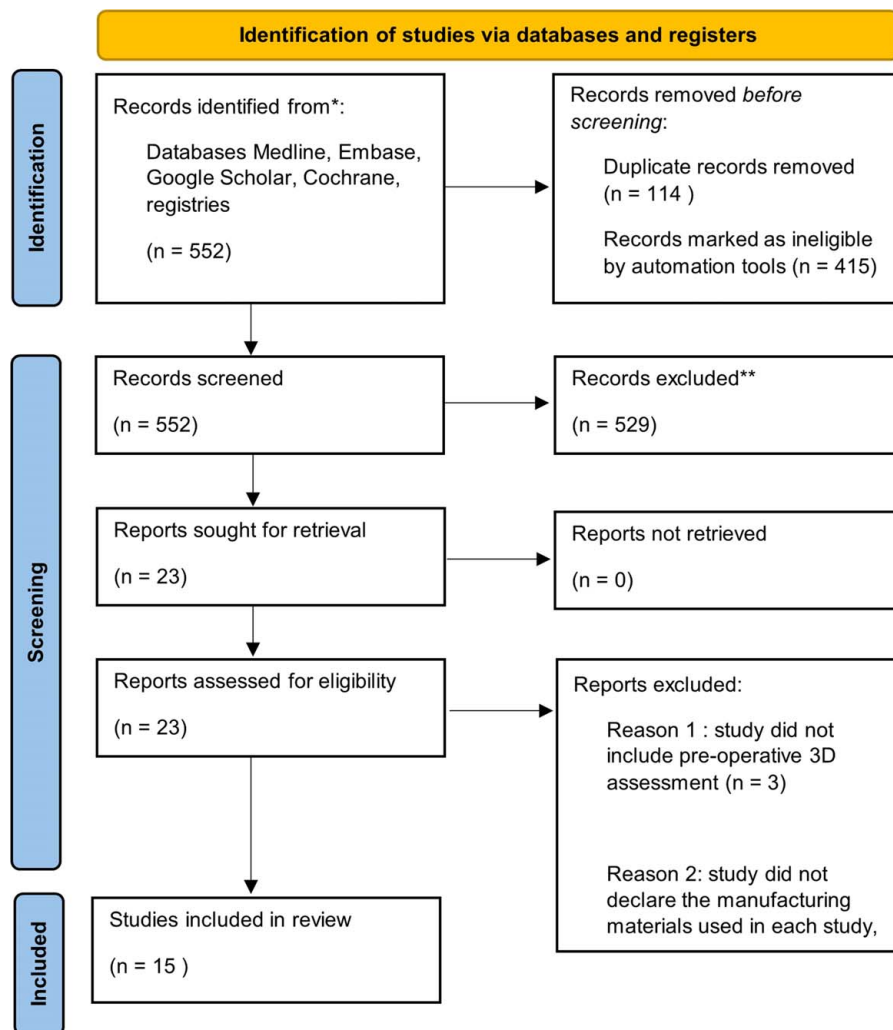 Identification of studies via databases and registers
Identification
Records identified from*:
Databases Medline, Embase,
Google Scholar, Cochrane,
registries
(n = 552)
Records removed before
screening:
Duplicate records removed
(n = 114 )
Records marked as ineligible
by automation tools (n = 415)
Screening
Records screened
(n = 552)
Records excluded**
(n = 529)
Reports sought for retrieval
(n = 23)
Reports not retrieved
(n = 0)
Reports assessed for eligibility
(n = 23)
Reports excluded:
Reason 1 : study did not
include pre-operative 3D
assessment (n = 3)
Reason 2: study did not
declare the manufacturing
materials used in each study,
Included
Studies included in review
(n = 15 )